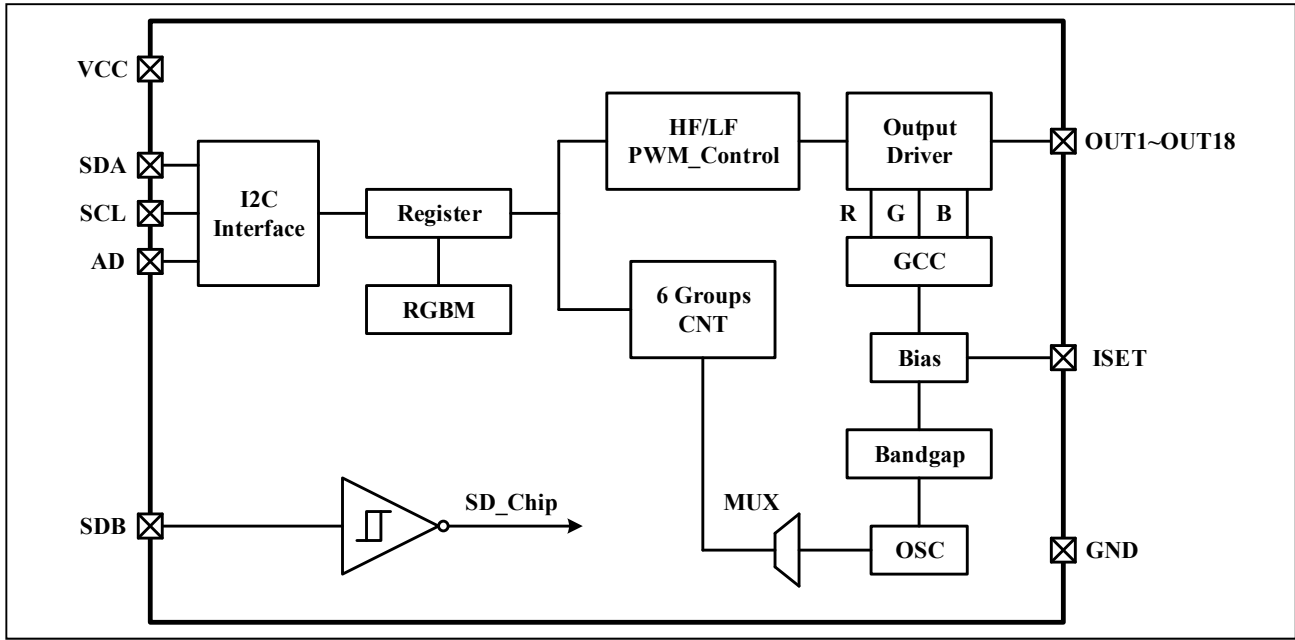 VCC
SDA
SCL
AD
I2C
Interface
Register
RGBM
HF/LF
PWM_Control
6 Groups
CNT
Output
Driver
R G B
GCC
Bias
Bandgap
OSC
MUX
OUT1~OUT18
ISET
GND
SDB
SD_Chip